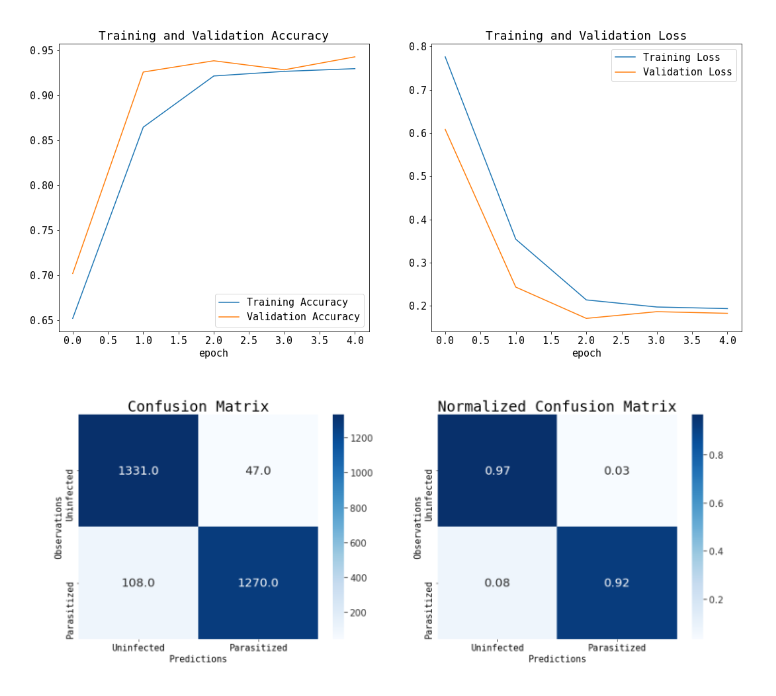 Training and Validation Accuracy
0.95
0.90
0.85
0.80
0.75
0.70
0.65
Training Accuracy
Validation Accuracy
0.0 0.5 1.0 1.5 2.0 2.5 3.0 3.5 4.0
epoch
Training and Validation Loss
0.8
0.7
0.6
0.5
0.4
0.3
0.2
Training Loss
Validation Loss
0.0 0.5 1.0 1.5 2.0 2.5 3.0 3.5 4.0
epoch
Confusion Matrix
Observations
Uninfected
Parasitized
1331.0 47.0
108.0 1270.0
Uninfected Parasitized
Predictions
1200
1000
800
600
400
200
Normalized Confusion Matrix
Observations
Uninfected
Parasitized
0.97 0.03
0.08 0.92
Uninfected Parasitized
Predictions
0.8
0.6
0.4
0.2